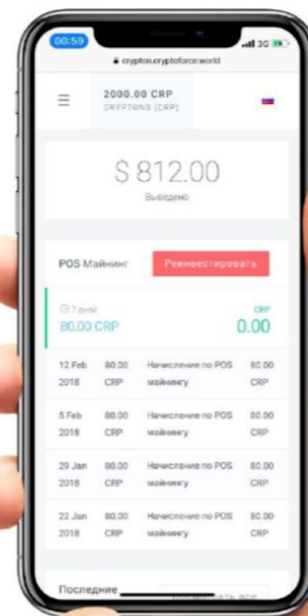 00:59
3G
crypton.cryptoforce.world
2000.00 CRP
CRYPTONS (CRP)
$ 812.00
Выведено
POS Майнинг
Реинвестировать
7 дней
CRP
80.00 CRP
0.00
12 Feb 80.00 Начисление по POS 80.00
2018 CRP майнингу CRP
5 Feb 80.00 Начисление по POS 80.00
2018 CRP майнингу CRP
29 Jan 80.00 Начисление по POS 80.00
2018 CRP майнингу CRP
22 Jan 80.00 Начисление по POS 80.00
2018 CRP майнингу CRP
Последние